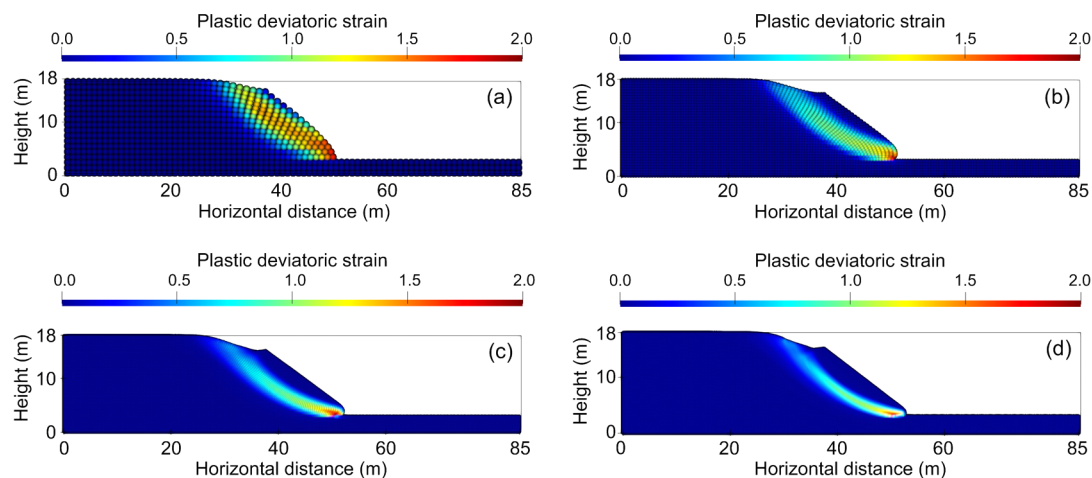 Plastic deviatoric strain
0.0 0.5 1.0 1.5 2.0
18
10
0
Height (m)
(a)
0 20 40 60 85
Horizontal distance (m)
Plastic deviatoric strain
0.0 0.5 1.0 1.5 2.0
18
10
0
Height (m)
(b)
0 20 40 60 85
Horizontal distance (m)
Plastic deviatoric strain
0.0 0.5 1.0 1.5 2.0
18
10
0
Height (m)
(c)
0 20 40 60 85
Horizontal distance (m)
Plastic deviatoric strain
0.0 0.5 1.0 1.5 2.0
18
10
0
Height (m)
(d)
0 20 40 60 85
Horizontal distance (m)